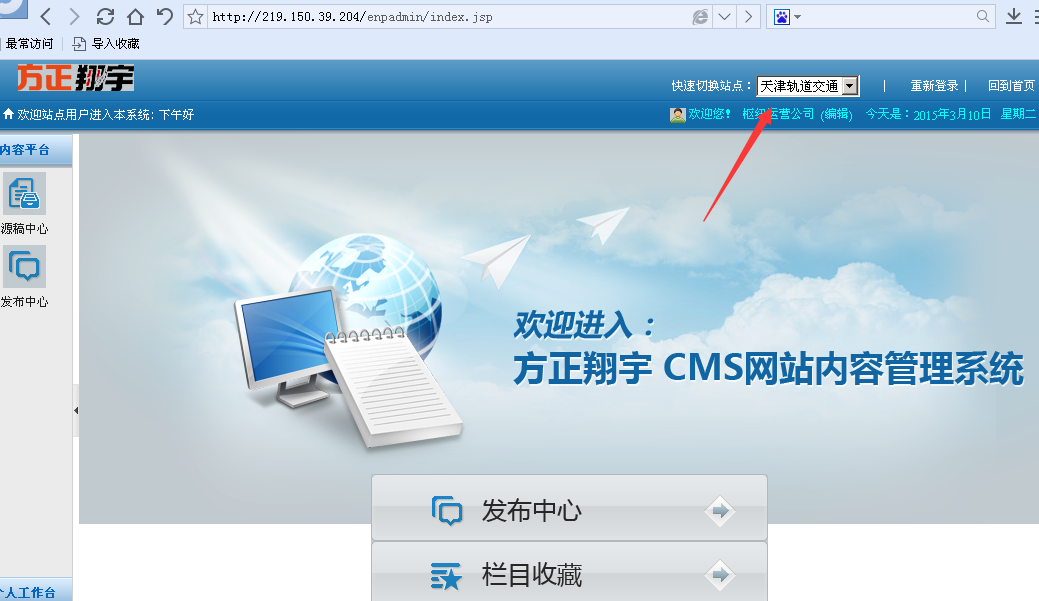 http://219.150.39.204/enpadmin/index.jsp
最常访问 导入收藏
方正翔宇
快速切换站点: 天津轨道交通 | 重新登录 | 回到首页
欢迎站点用户进入本系统: 下午好
欢迎您! 枢纽运营公司 (编辑) 今天是: 2015年3月10日 星期二
内容平台
源稿中心
发布中心
欢迎进入:
方正翔宇 CMS网站内容管理系统
发布中心
栏目收藏
个人工作台